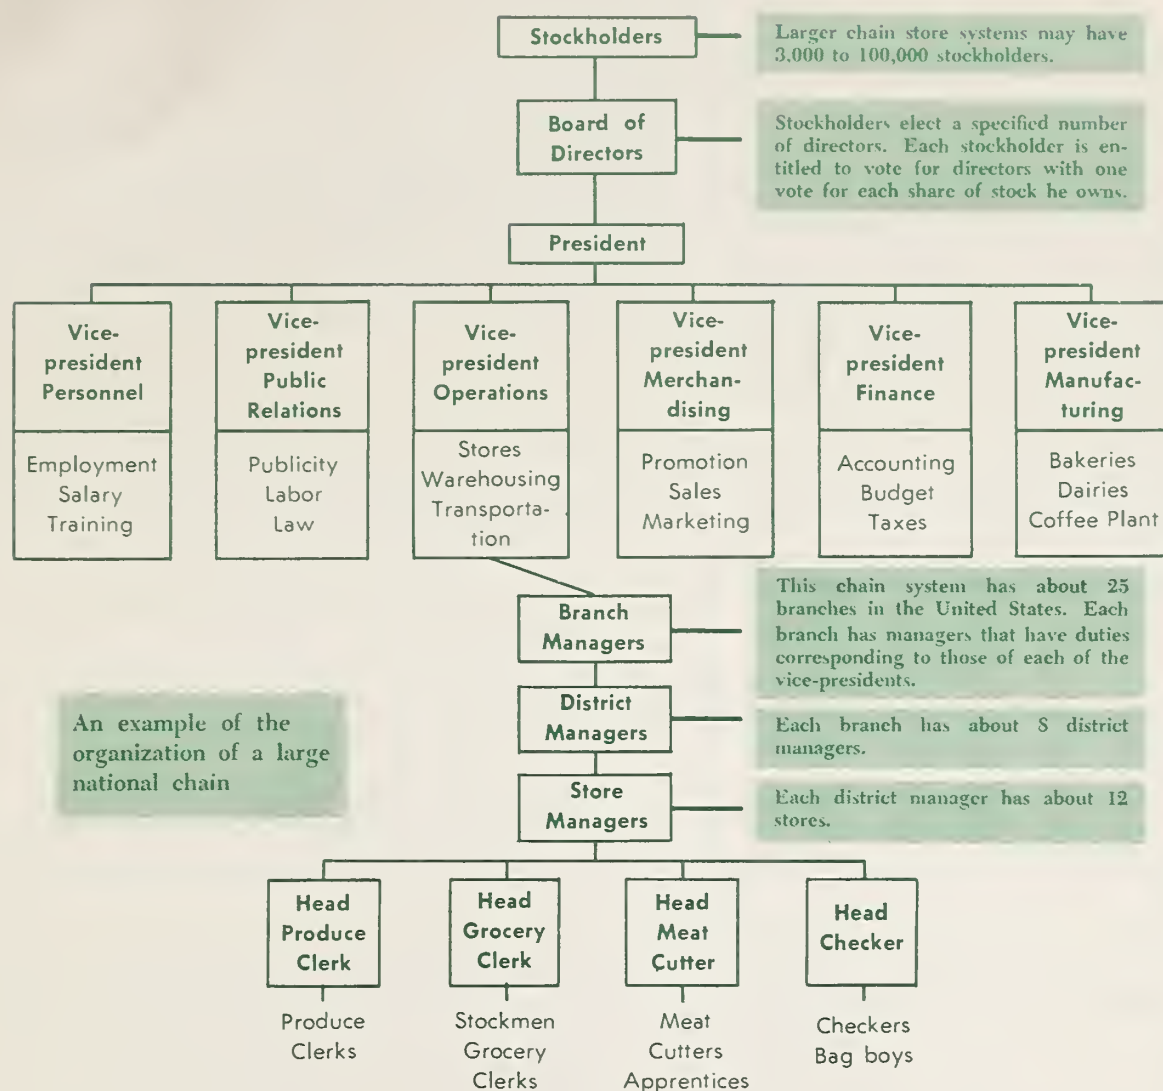 Stockholders
Larger chain store systems may have
3,000 to 100,000 stockholders.
Board of
Directors
Stockholders elect a specified number
of directors. Each stockholder is en-
titled to vote for directors with one
vote for each share of stock he owns.
President
Vice-
president
Personnel
Employment
Salary
Training
Vice-
president
Public
Relations
Publicity
Labor
Law
Vice-
president
Operations
Stores
Warehousing
Transporta-
tion
Vice-
president
Merchan-
dising
Promotion
Sales
Marketing
Vice-
president
Finance
Accounting
Budget
Taxes
Vice-
president
Manufac-
turing
Bakeries
Dairies
Coffee Plant
Branch
Managers
This chain system has about 25
branches in the United States. Each
branch has managers that have duties
corresponding to those of each of the
vice-presidents.
An example of the
organization of a large
national chain
District
Managers
Each branch has about 8 district
managers.
Store
Managers
Each district manager has about 12
stores.
Head
Produce
Clerk
Produce
Clerks
Head
Grocery
Clerk
Stockmen
Grocery
Clerks
Head
Meat
Cutter
Meat
Cutters
Apprentices
Head
Checker
Checkers
Bag boys